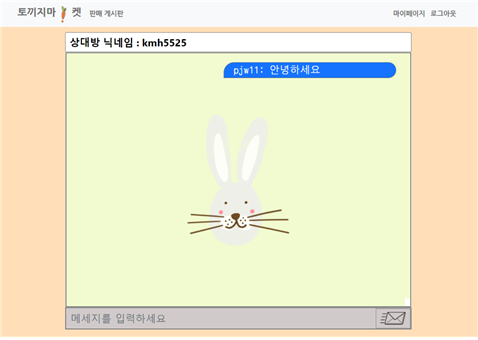 토끼지마 켓 판매 게시판 마이페이지 로그아웃
상대방 닉네임 : kmh5525
pjw11: 안녕하세요
메세지를 입력하세요